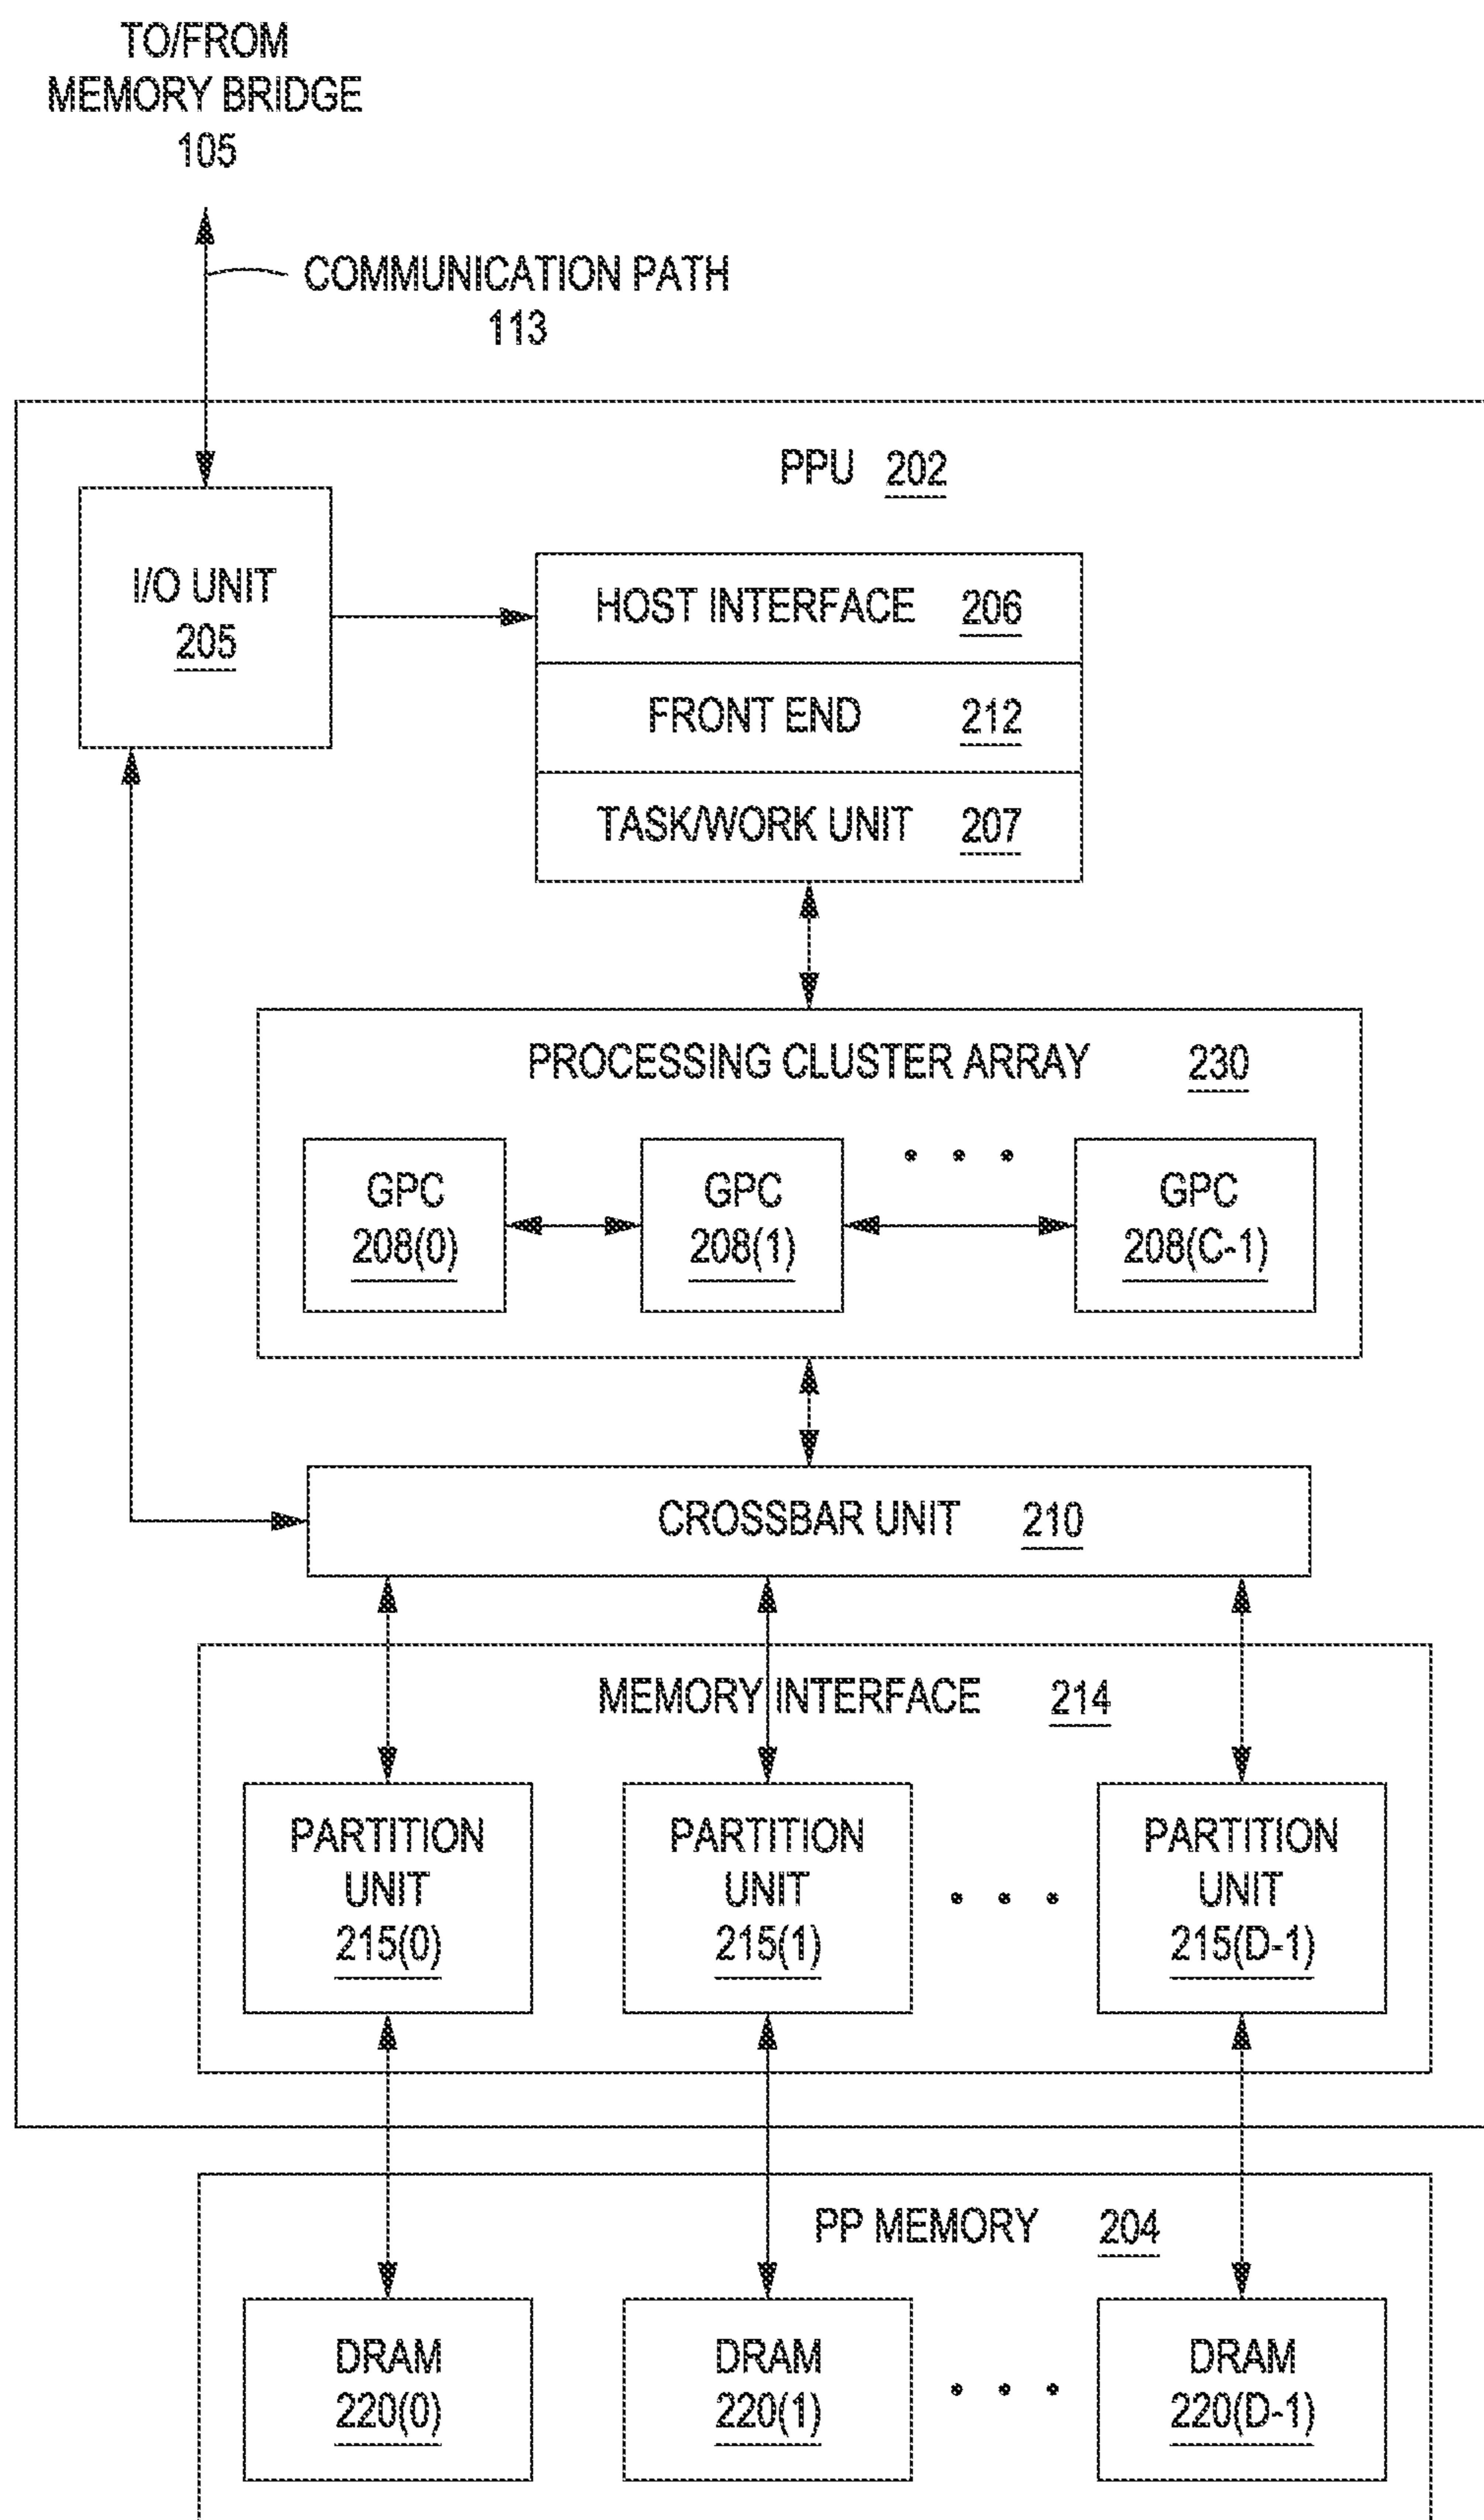 TO/FROM
MEMORY BRIDGE
105
COMMUNICATION PATH
113
PPU 202
I/O UNIT
205
HOST INTERFACE 206
FRONT END 212
TASK/WORK UNIT 207
PROCESSING CLUSTER ARRAY 230
GPC
208(0)
GPC
208(1)
• • •
GPC
208(C-1)
CROSSBAR UNIT 210
MEMORY INTERFACE 214
PARTITION
UNIT
215(0)
PARTITION
UNIT
215(1)
• • •
PARTITION
UNIT
215(D-1)
PP MEMORY 204
DRAM
220(0)
DRAM
220(1)
• • •
DRAM
220(D-1)